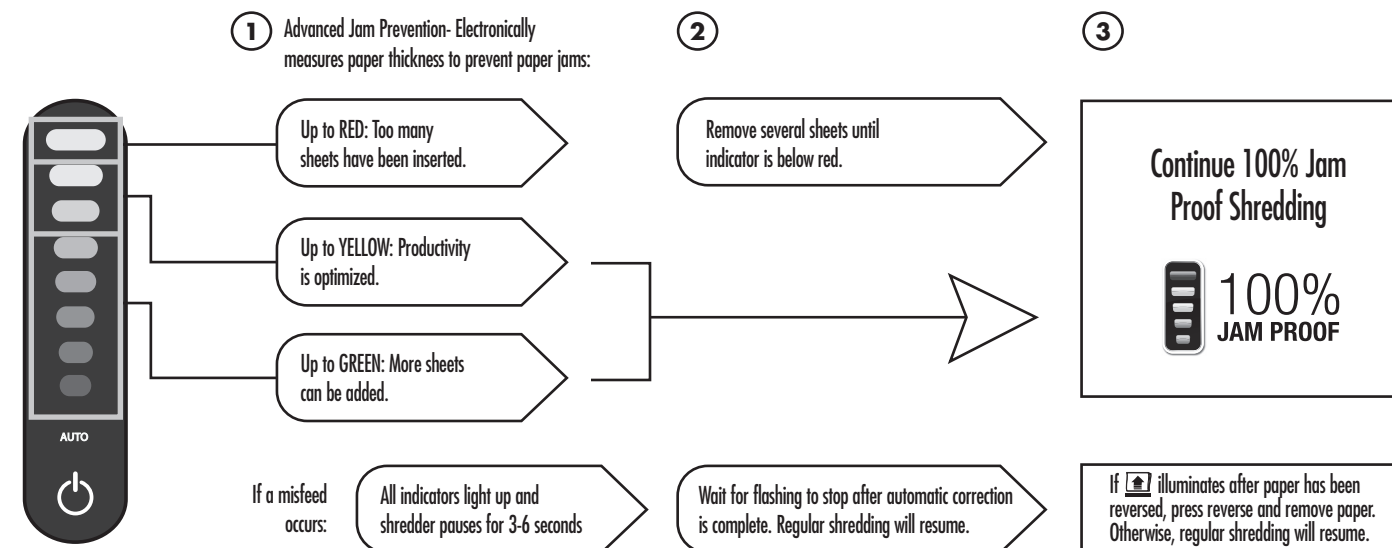 1 Advanced Jam Prevention- Electronically
measures paper thickness to prevent paper jams:
2
3
Up to RED: Too many
sheets have been inserted.
Remove several sheets until
indicator is below red.
Up to YELLOW: Productivity
is optimized.
Up to GREEN: More sheets
can be added.
Continue 100% Jam
Proof Shredding
100%
JAM PROOF
AUTO
If a misfeed
occurs:
All indicators light up and
shredder pauses for 3-6 seconds
Wait for flashing to stop after automatic correction
is complete. Regular shredding will resume.
If illuminates after paper has been
reversed, press reverse and remove paper.
Otherwise, regular shredding will resume.